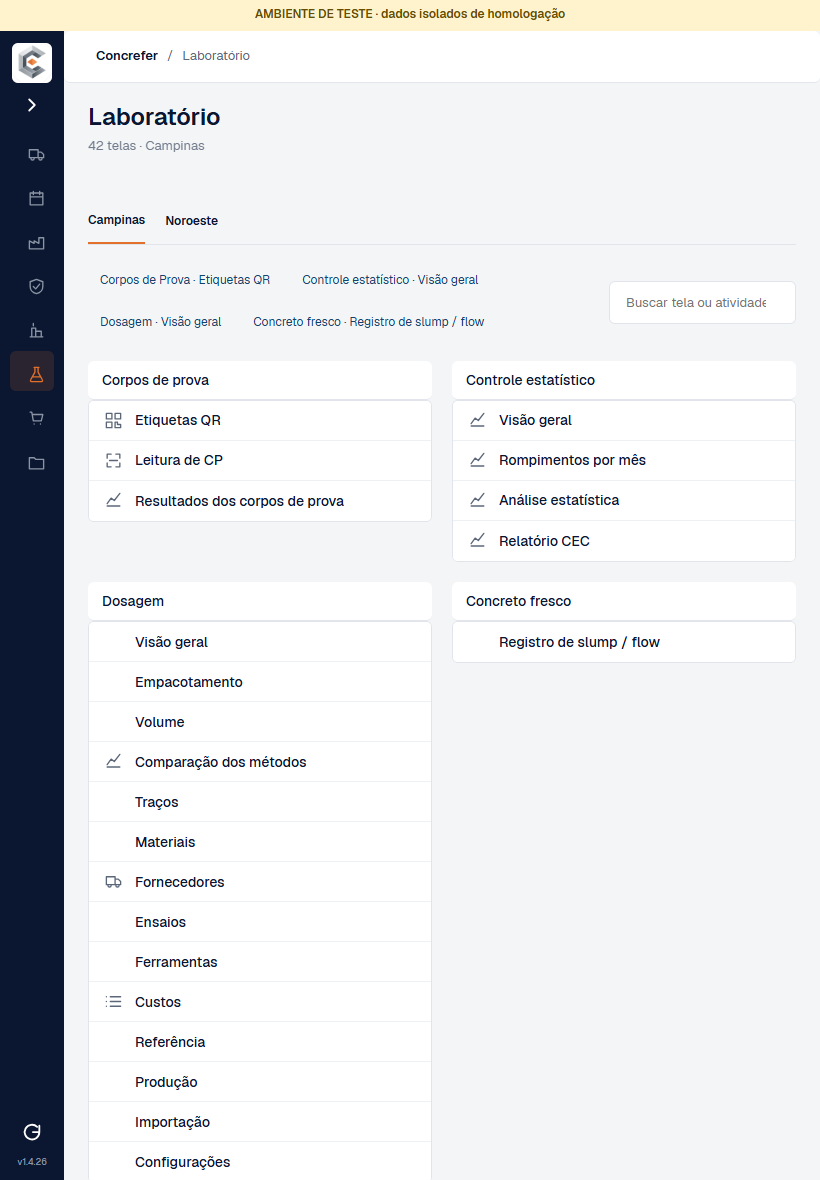 AMBIENTE DE TESTE · dados isolados de homologação
Concrefer / Laboratório
Laboratório
42 telas · Campinas
Campinas Noroeste
Corpos de Prova · Etiquetas QR Controle estatístico · Visão geral
Dosagem · Visão geral Concreto fresco · Registro de slump / flow
Buscar tela ou atividade
Corpos de prova
Etiquetas QR
Leitura de CP
Resultados dos corpos de prova
Controle estatístico
Visão geral
Rompimentos por mês
Análise estatística
Relatório CEC
Dosagem
Visão geral
Empacotamento
Volume
Comparação dos métodos
Traços
Materiais
Fornecedores
Ensaios
Ferramentas
Custos
Referência
Produção
Importação
Configurações
Concreto fresco
Registro de slump / flow
v1.4.26